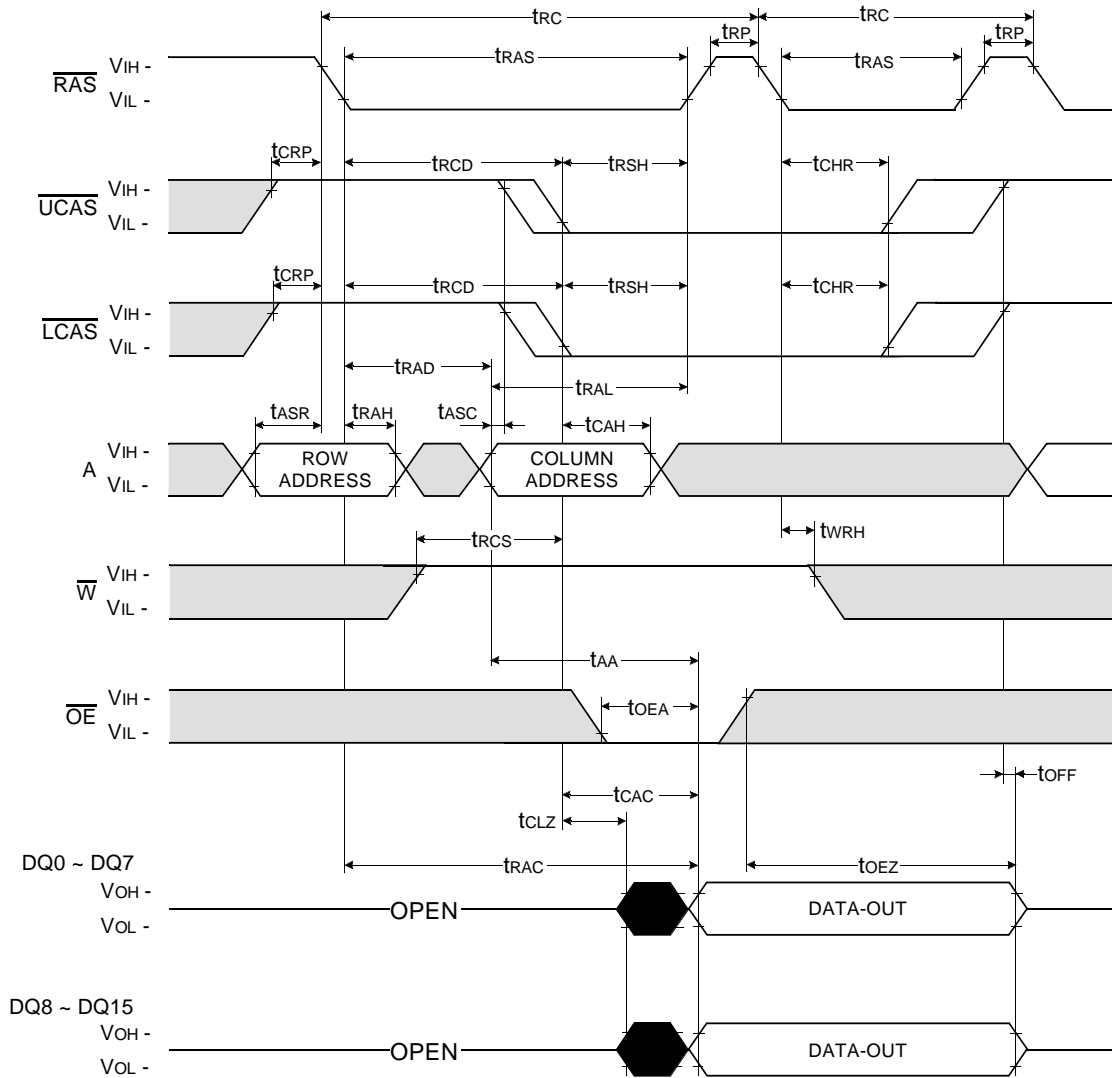 tRC tRC
tRP tRP
tRAS tRAS
RAS
VIH -
VIL -
tCRP tRCD tRSH tCHR
UCAS
VIH -
VIL -
tCRP tRCD tRSH tCHR
LCAS
VIH -
VIL -
tRAD
tRAL
tASR tRAH tASC tCAH
A
VIH -
VIL -
ROW
ADDRESS
COLUMN
ADDRESS
tRCS tWRH
W
VIH -
VIL -
tAA
OE
VIH -
VIL -
tOEA
tOFF
tCAC
tCLZ
tRAC tOEZ
DQ0 ~ DQ7
VOH -
VOL -
OPEN DATA-OUT
DQ8 ~ DQ15
VOH -
VOL -
OPEN DATA-OUT